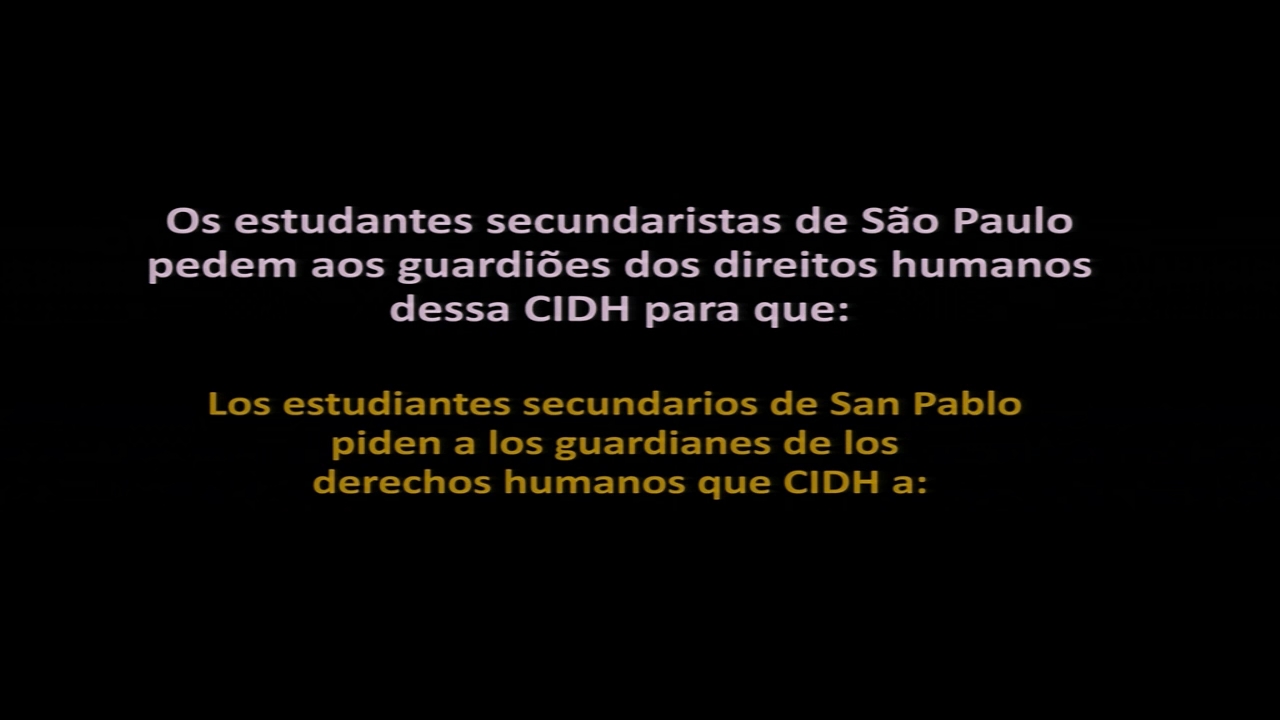 Os estudantes secundaristas de São Paulo
pedem aos guardiões dos direitos humanos
dessa CIDH para que:
Los estudiantes secundarios de San Pablo
piden a los guardianes de los
derechos humanos que CIDH a: